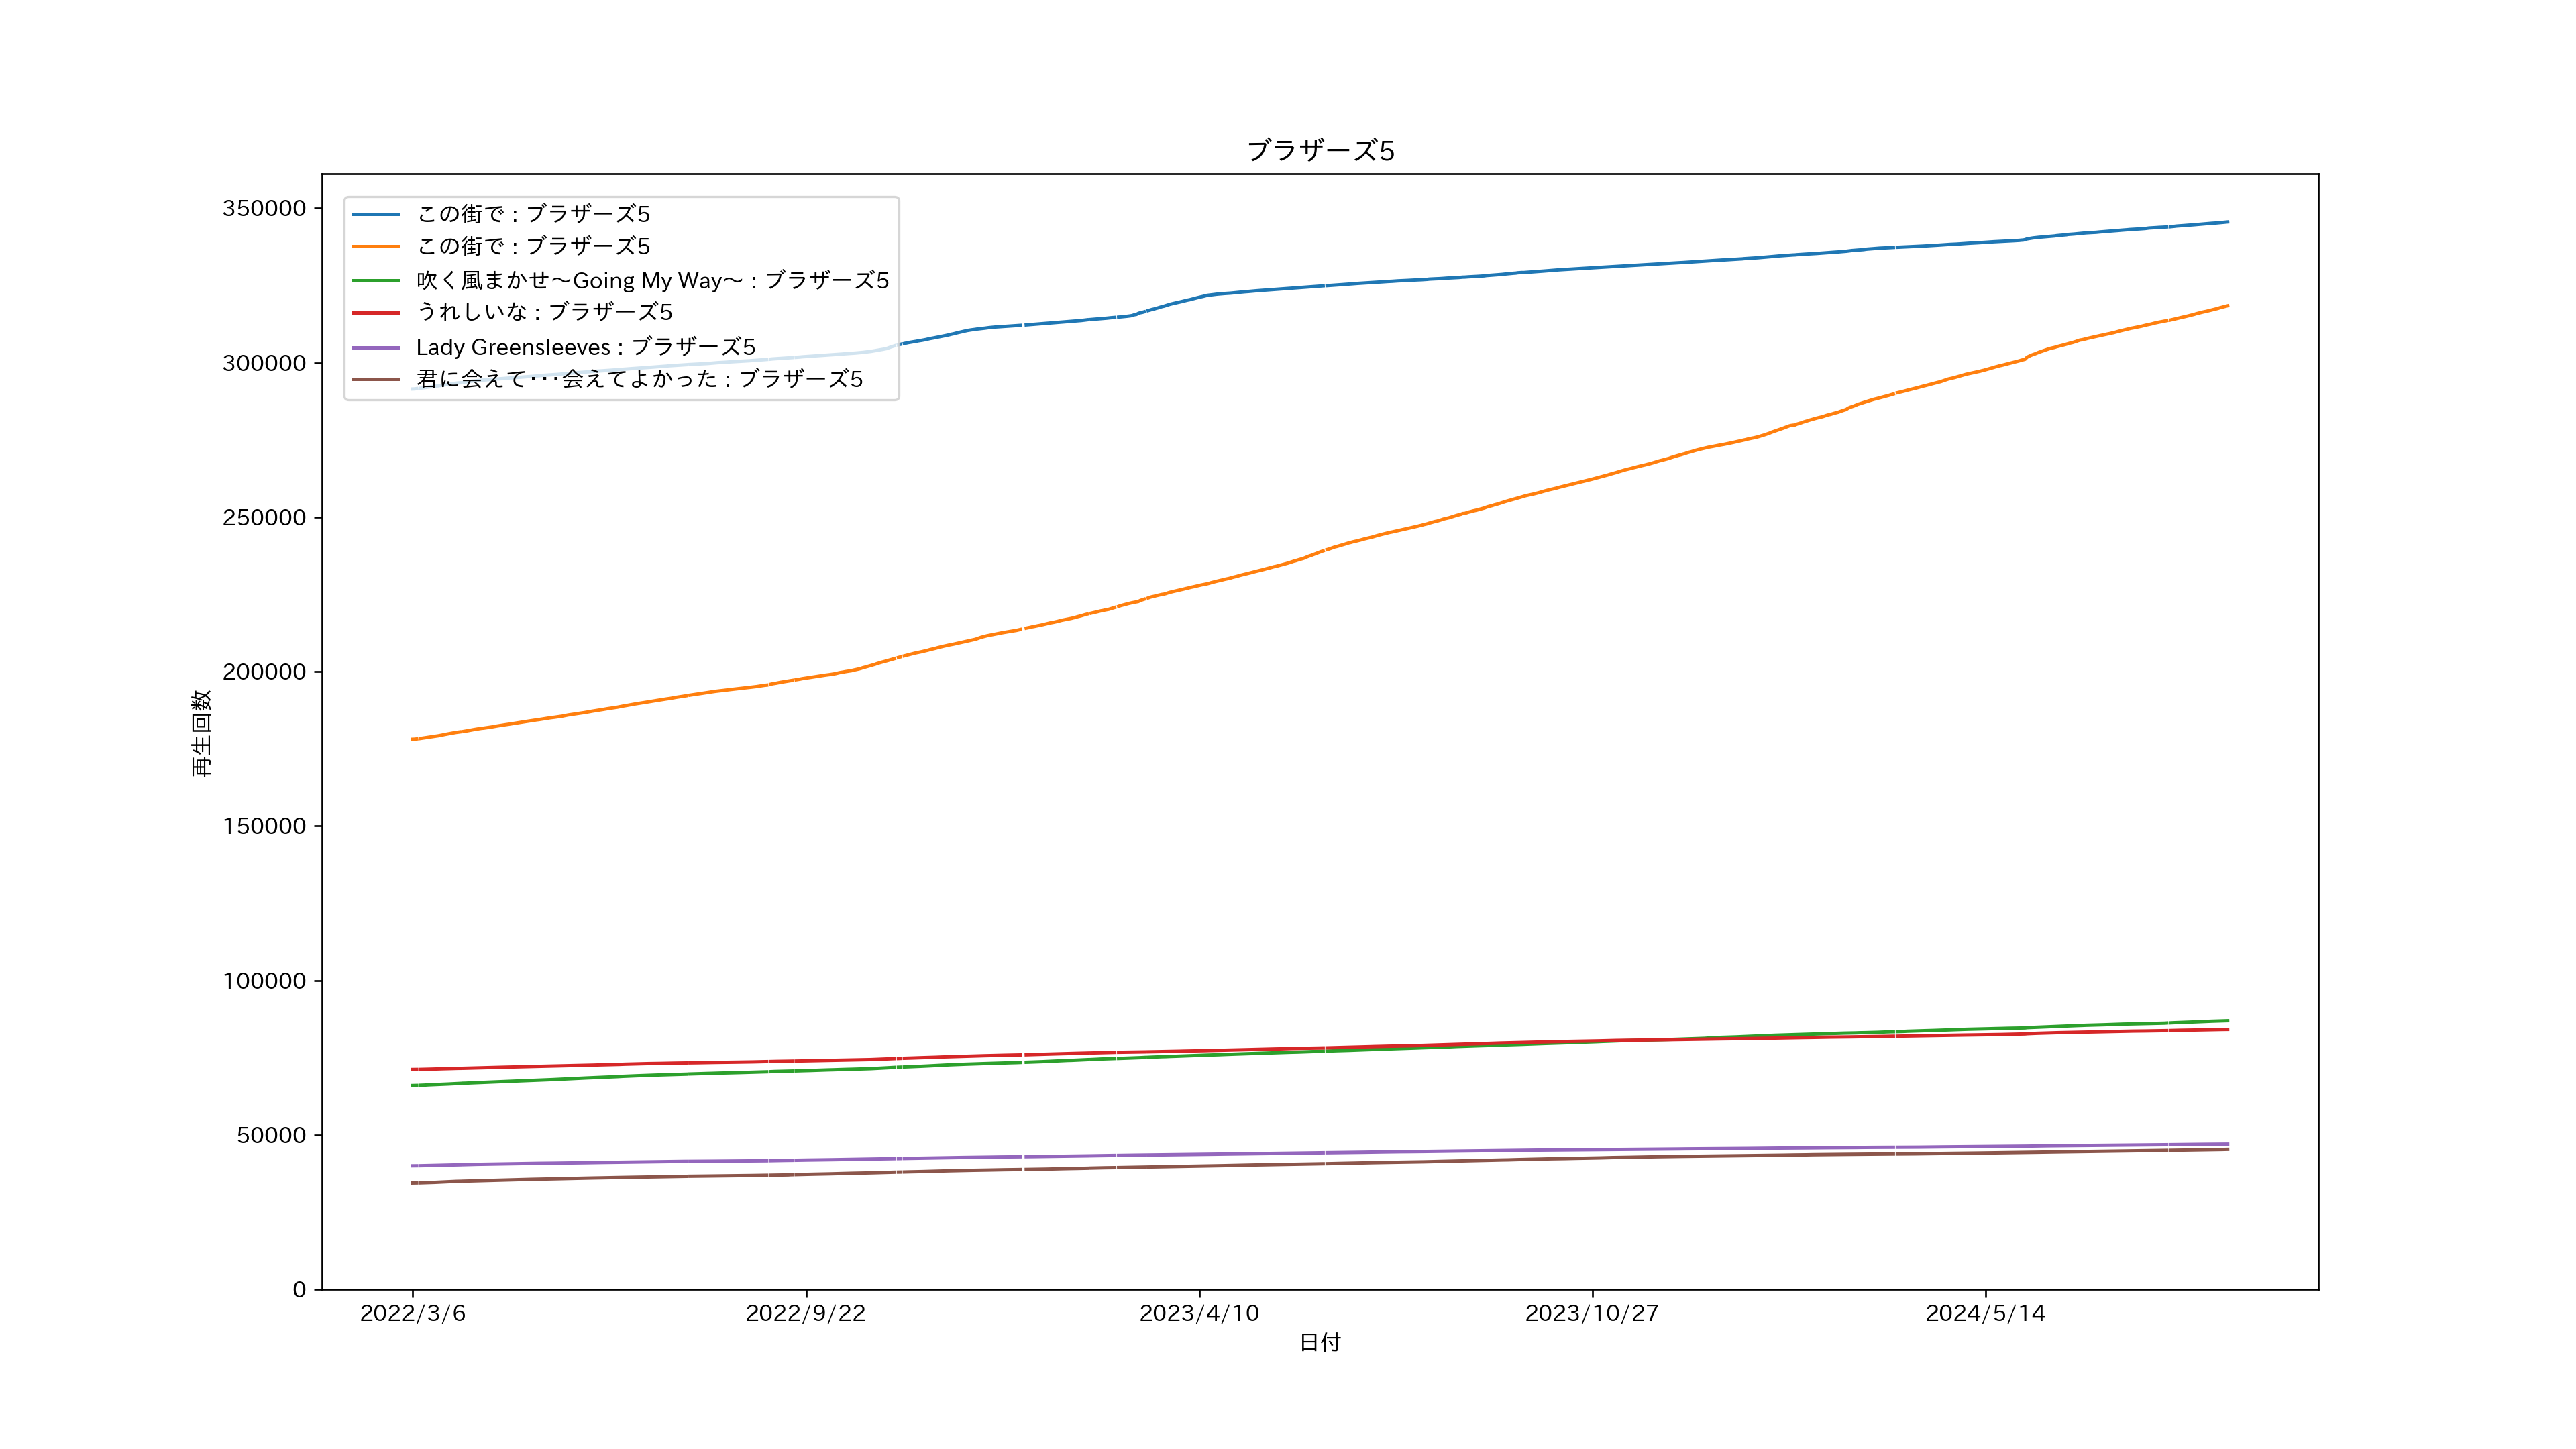 ブラザーズ5
この街で : ブラザーズ5
この街で : ブラザーズ5
吹く風まかせ～Going My Way～ : ブラザーズ5
うれしいな : ブラザーズ5
Lady Greensleeves : ブラザーズ5
君に会えて･･･会えてよかった : ブラザーズ5
350000
300000
250000
200000
150000
100000
50000
0
再生回数
2022/3/6 2022/9/22 2023/4/10 2023/10/27 2024/5/14
日付